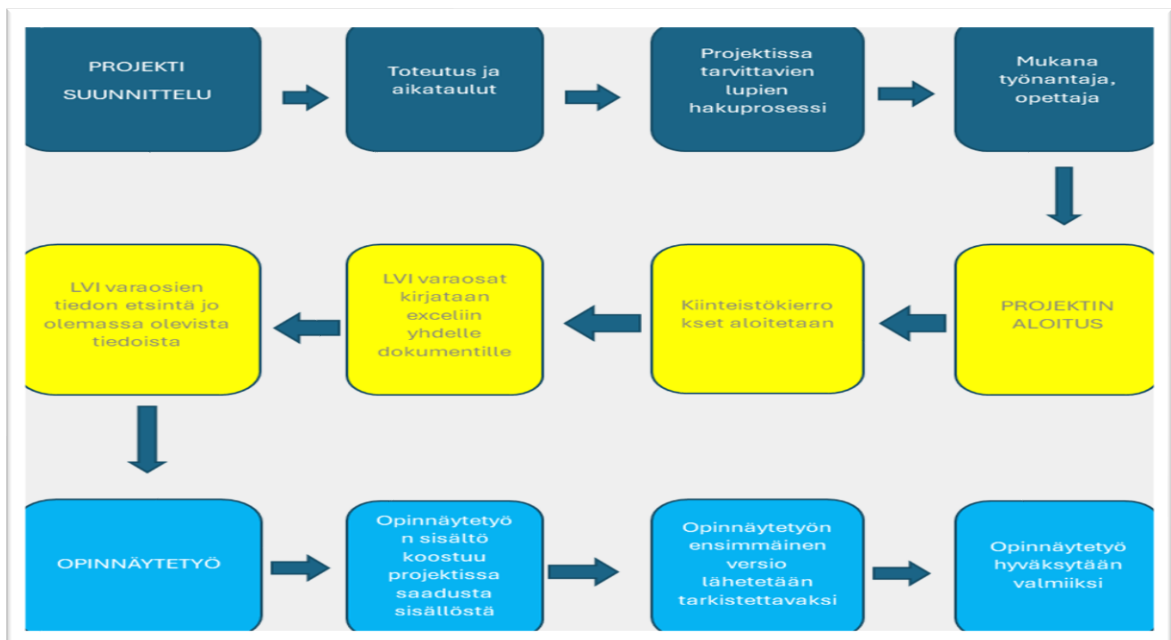 PROJEKTI
SUUNNITTELU
Toteutus ja
aikataulut
Projektissa
tarvittavien
lupien
hakuprosessi
Mukana
työnantaja,
opettaja
LVI varaosien
tiedon etsintä jo
olemassa olevista
tiedoista
LVI varaosat
kirjataan
exceliin
yhdelle
dokumentille
Kiinteistökierro
kset aloitetaan
PROJEKTIN
ALOITUS
OPINNÄYTETYÖ
Opinnäytetyö
n sisältö
koostuu
projektissa
saadusta
sisällöstä
Opinnäytetyön
ensimmäinen
versio
lähetetään
tarkistettavaksi
Opinnäytetyö
hyväksytään
valmiiksi